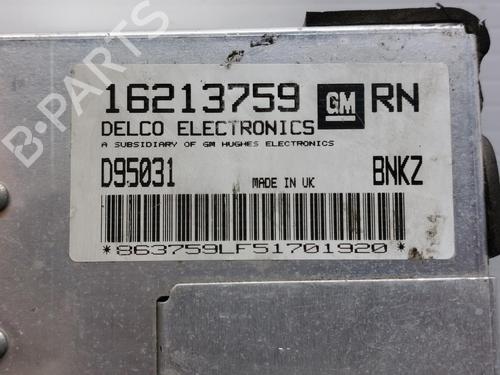 16213759 GM RN
DELCO ELECTRONICS
A SUBSIDIARY OF GM HUGHES ELECTRONICS
D95031 MADE IN UK BNKZ
*863759LF51701920*
B-PARTS